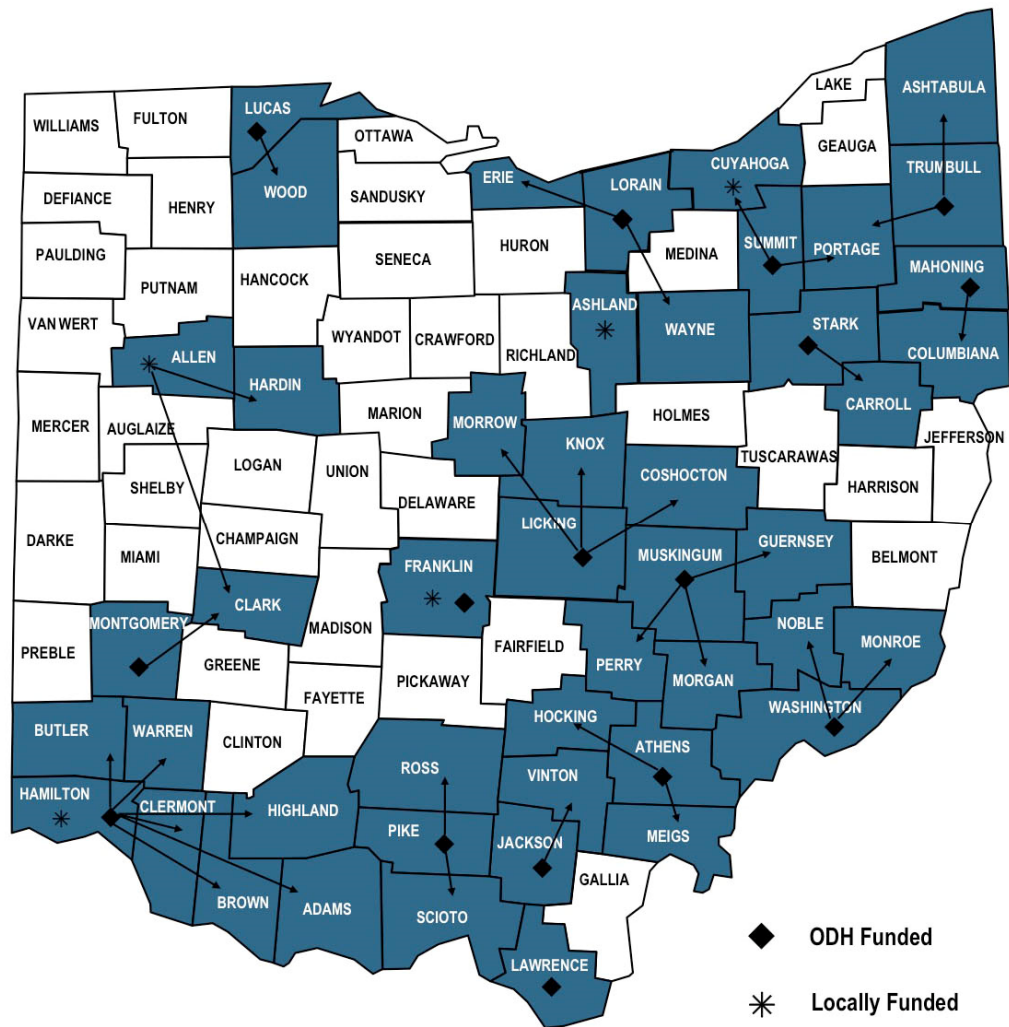 LAKE
ASHTABULA
LUCAS
FULTON
WILLIAMS
OTTAWA
GEAUGA
CUYAHOGA
TRUMBULL
ERIE
LORAIN
WOOD
SANDUSKY
DEFIANCE
HENRY
HURON
SUMMIT
PORTAGE
PAULDING
SENECA
MEDINA
MAHONING
HANCOCK
PUTNAM
ASHLAND
VAN WERT
WYANDOT
CRAWFORD
WAYNE
STARK
COLUMBIANA
ALLEN
RICHLAND
HARDIN
CARROLL
MARION
HOLMES
MERCER
AUGLAIZE
MORROW
KNOX
JEFFERSON
TUSCARAWAS
LOGAN
UNION
COSHOCTON
SHELBY
HARRISON
DELAWARE
LICKING
DARKE
CHAMPAIGN
GUERNSEY
MIAMI
MUSKINGUM
BELMONT
FRANKLIN
CLARK
MONTGOMERY
MADISON
NOBLE
MONROE
PREBLE
GREENE
FAIRFIELD
PERRY
PICKAWAY
MORGAN
FAYETTE
WASHINGTON
HOCKING
BUTLER
WARREN
CLINTON
ATHENS
ROSS
VINTON
HAMILTON
CLERMONT
HIGHLAND
PIKE
JACKSON
MEIGS
GALLIA
BROWN
ADAMS
SCIOTO
ODH Funded
LAWRENCE
Locally Funded